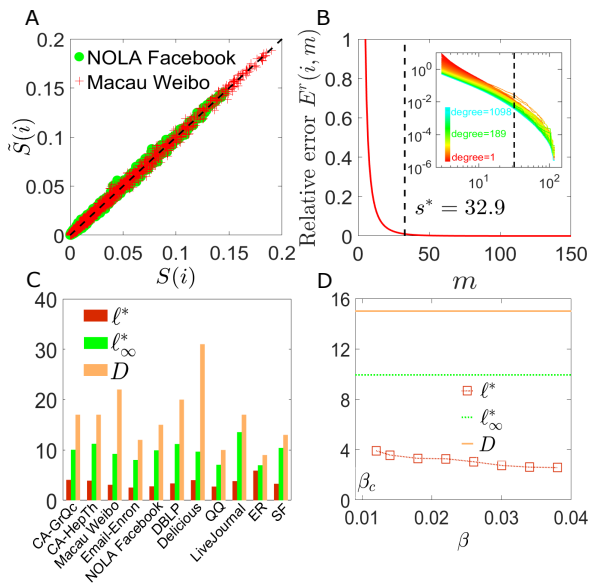 A
0.2
0.15
0.1
0.05
0
S̃(i)
NOLA Facebook
Macau Weibo
0 0.05 0.1 0.15 0.2
S(i)
B
1
0.8
0.6
0.4
0.2
0
Relative error E^r(i, m)
10^0
10^-2
10^-4
10^-6
degree=1098
degree=189
degree=1
10^1 10^2
s* = 32.9
0 50 100 150
m
C
40
30
20
10
0
ℓ*
ℓ*_∞
D
CA-GrQc
CA-HepTh
Macau Weibo
Email-Enron
NOLA Facebook
DBLP
Delicious
QQ
LiveJournal
ER
SF
D
16
12
8
4
0
ℓ*
ℓ*_∞
D
β_c
0.01 0.02 0.03 0.04
β